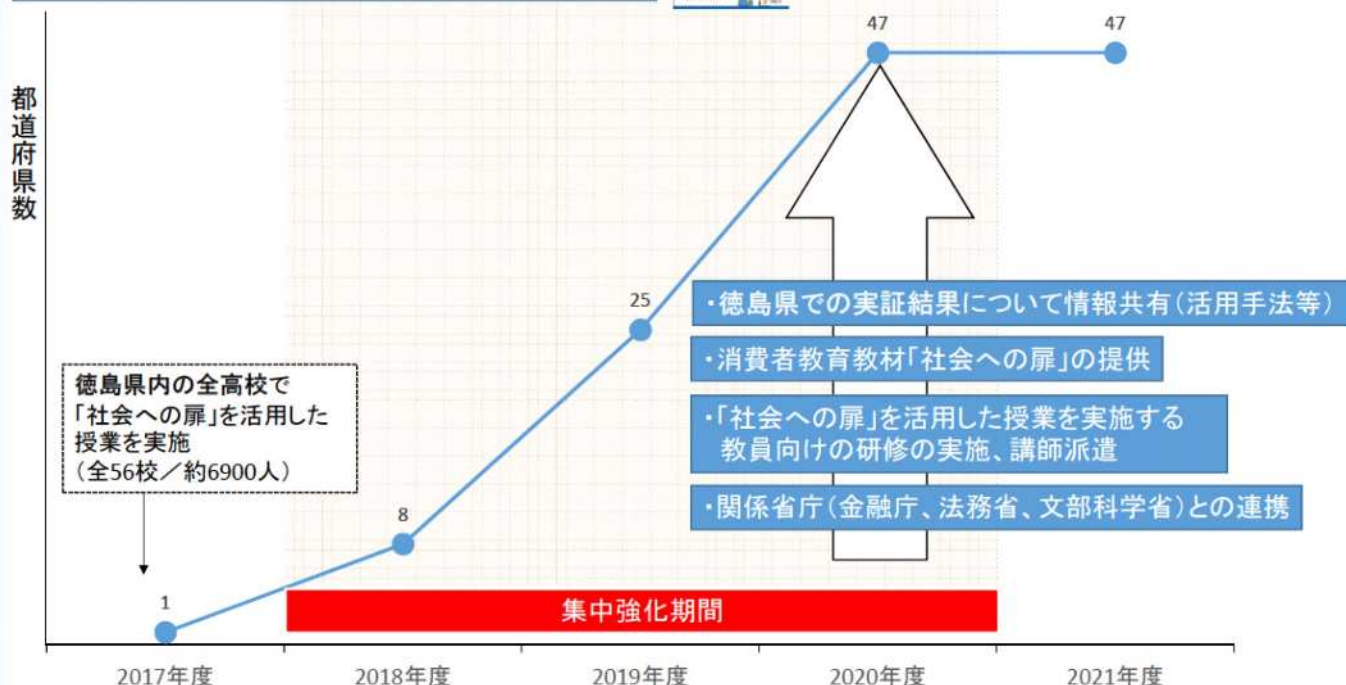 47
47
都道府県数
25
・徳島県での実証結果について情報共有(活用手法等)
・消費者教育教材「社会への扉」の提供
徳島県内の全高校で
「社会への扉」を活用した
授業を実施
(全56校/約6900人)
・「社会への扉」を活用した授業を実施する
教員向けの研修の実施、講師派遣
8
・関係省庁(金融庁、法務省、文部科学省)との連携
1
集中強化期間
2017年度
2018年度
2019年度
2020年度
2021年度